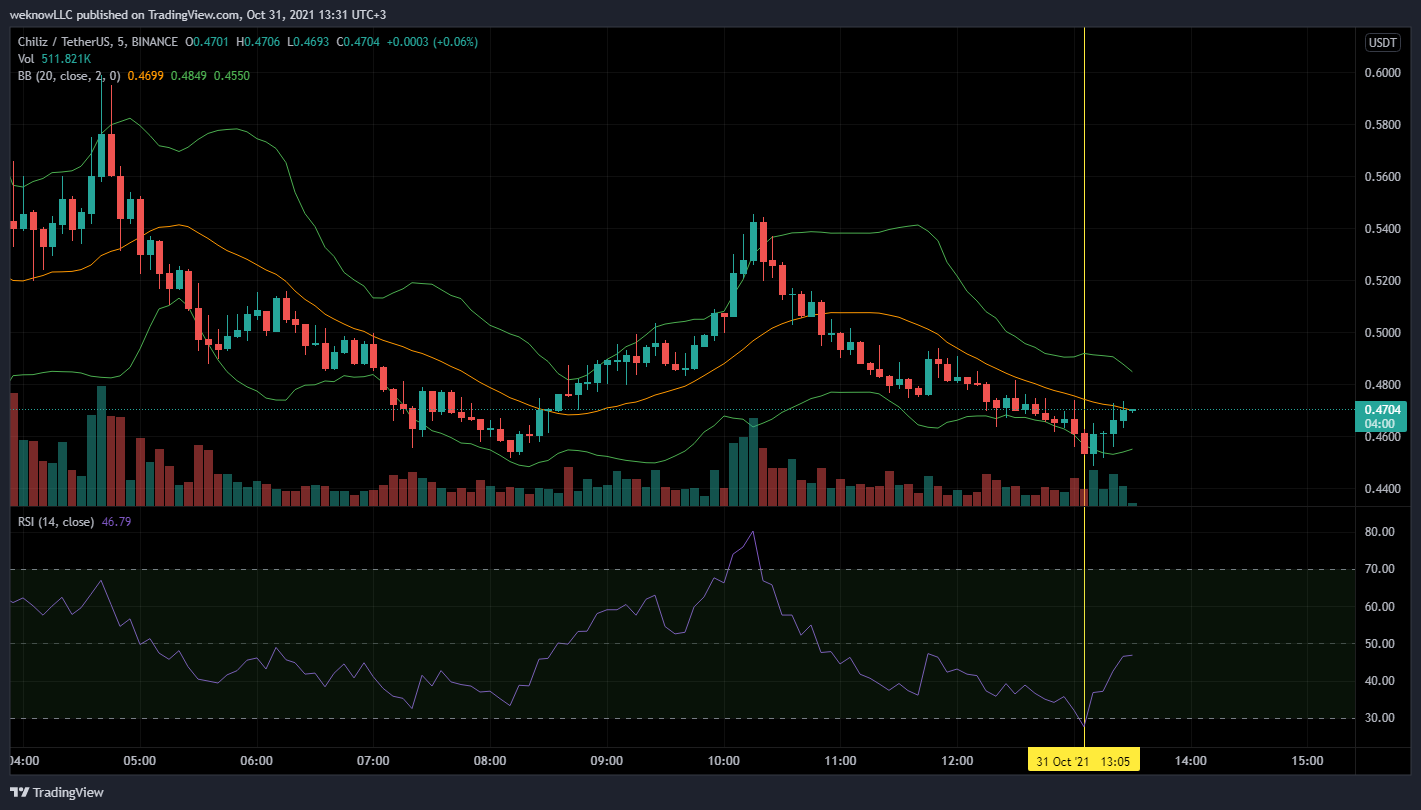 weknowLLC published on TradingView.com, Oct 31, 2021 13:31 UTC+3
Chiliz / TetherUS, 5, BINANCE O0.4701 H0.4706 L0.4693 C0.4704 +0.0003 (+0.06%)
USDT
Vol 511.821K
BB (20, close, 2, 0) 0.4699 0.4849 0.4550
0.6000
0.5800
0.5600
0.5400
0.5200
0.5000
0.4800
0.4704
04:00
0.4600
0.4400
RSI (14, close) 46.79
80.00
70.00
60.00
50.00
40.00
30.00
04:00 05:00 06:00 07:00 08:00 09:00 10:00 11:00 12:00 31 Oct '21 13:05 14:00 15:00
TradingView